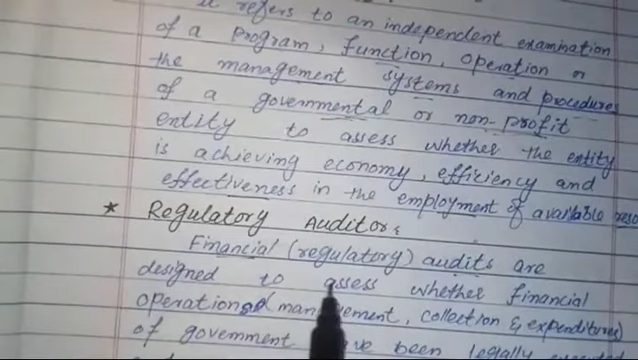 it refers to an independent examination
of a program, function, operation or
the management systems and procedures
of a governmental or non-profit
entity to assess whether the entity
is achieving economy, efficiency and
effectiveness in the employment of available
* Regulatory Auditor:
Financial (regulatory) audits are
designed to assess whether financial
operation management, collection & expenditures)
of government been legally